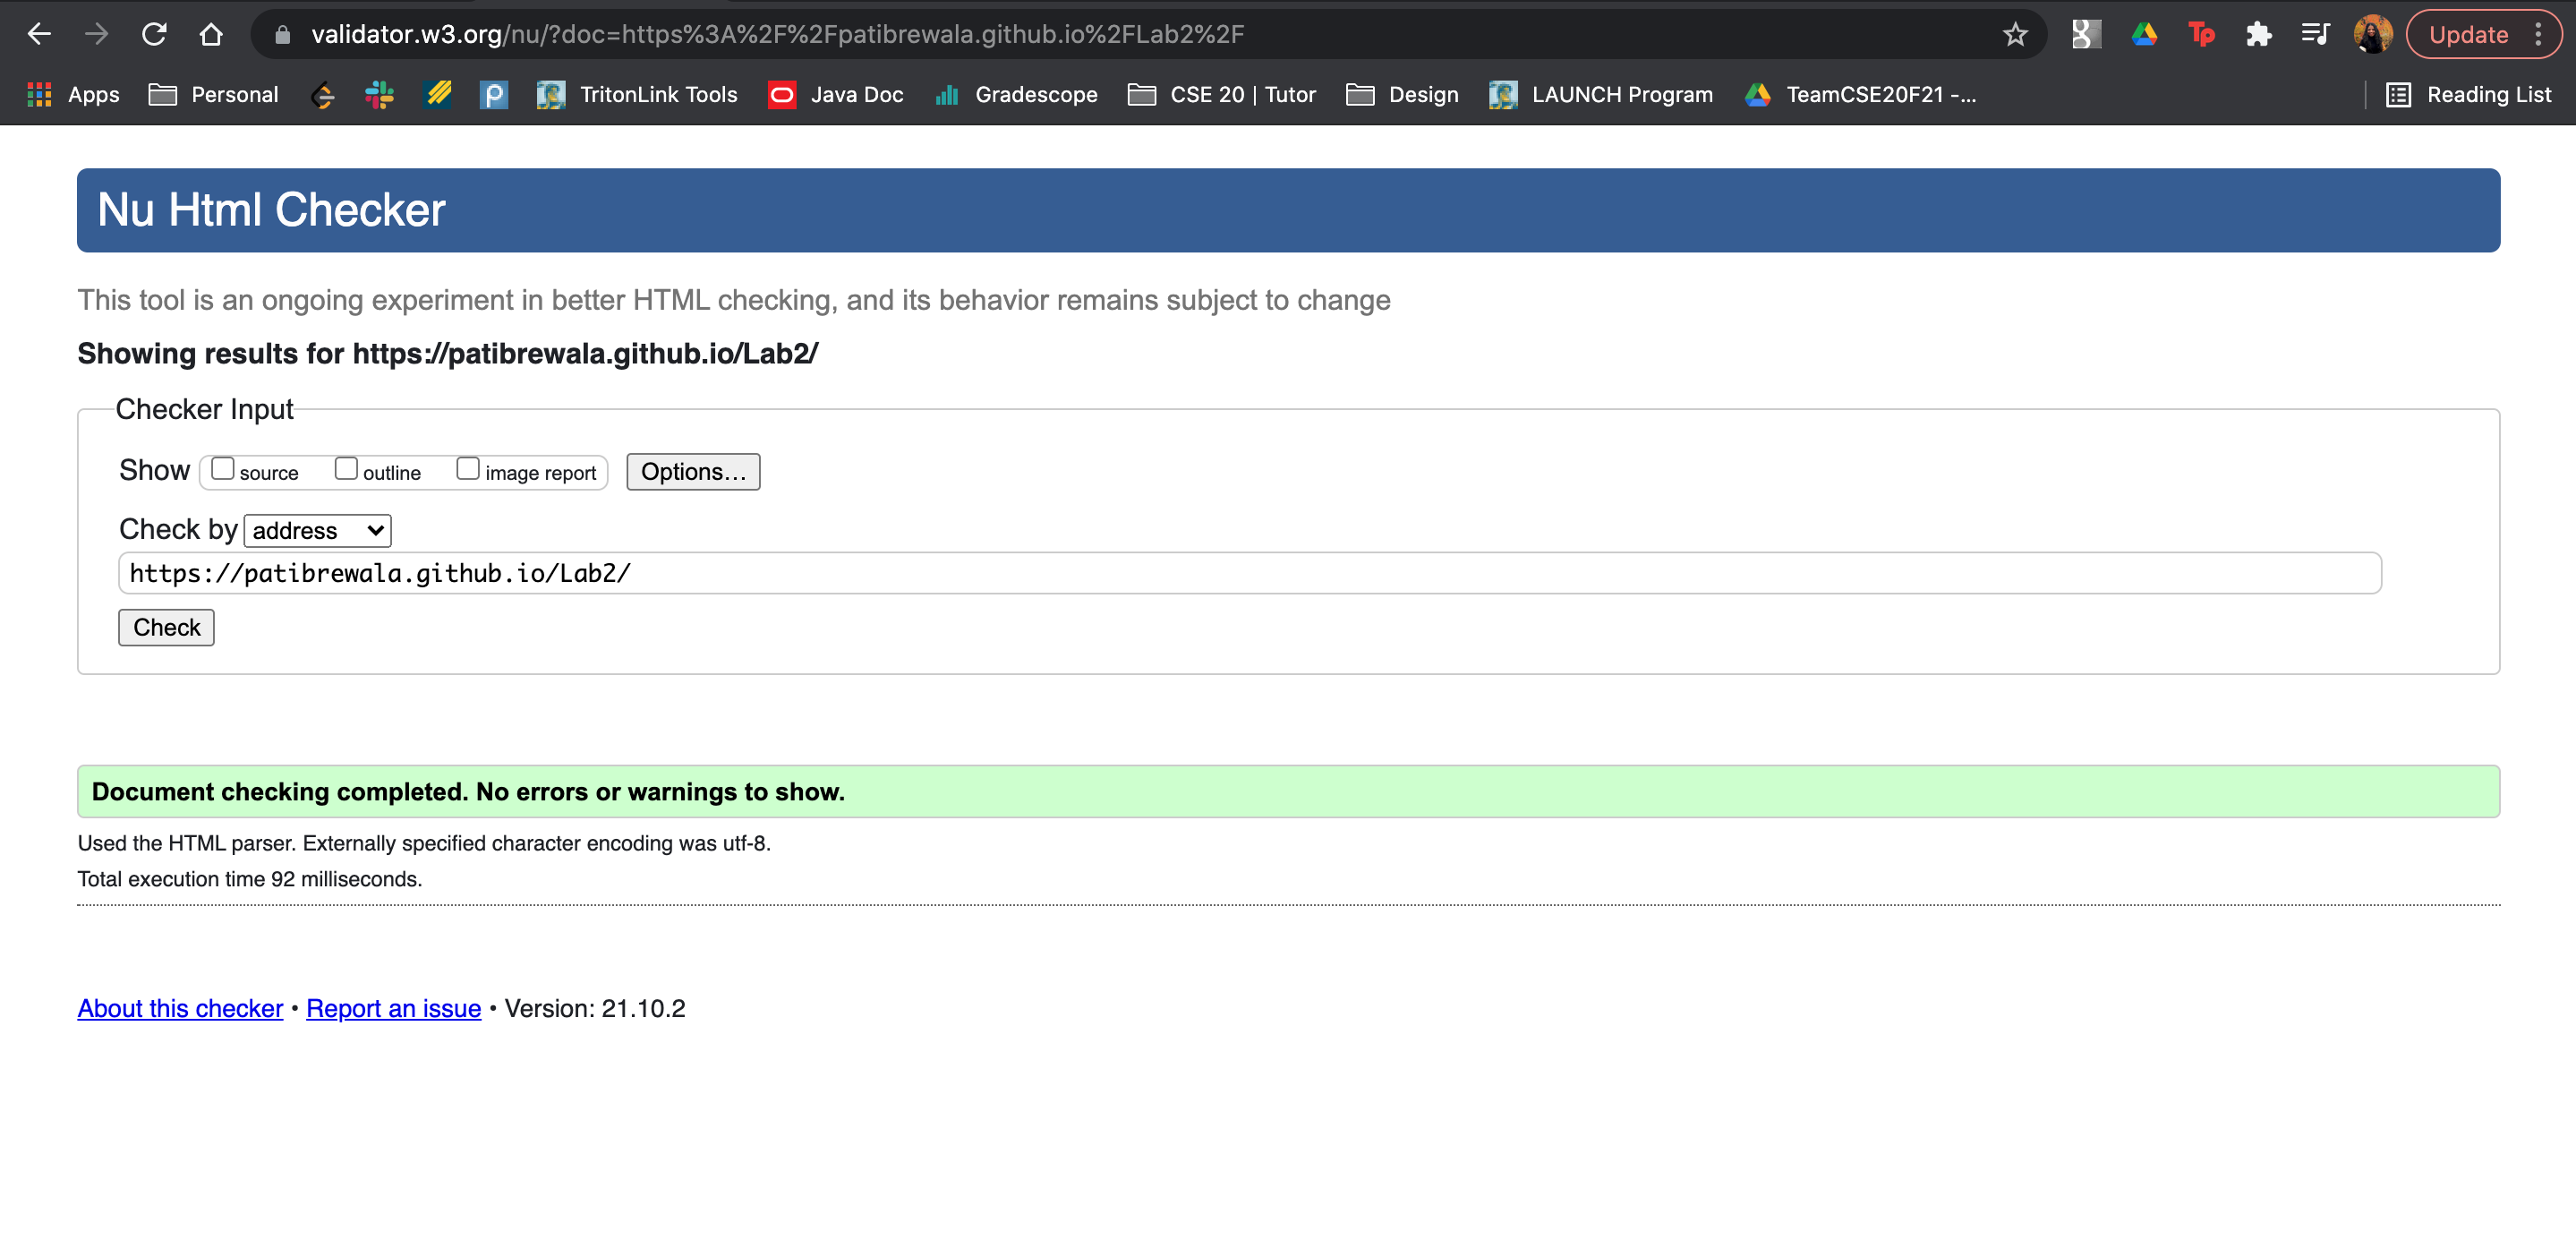 validator.w3.org/nu/?doc=https%3A%2F%2Fpatibrewala.github.io%2FLab2%2F
Tp
Update
Apps
Personal
TritonLink Tools
Java Doc
Gradescope
CSE 20 | Tutor
Design
LAUNCH Program
TeamCSE20F21 -...
Reading List
Nu Html Checker
This tool is an ongoing experiment in better HTML checking, and its behavior remains subject to change
Showing results for https://patibrewala.github.io/Lab2/
Checker Input
Show source outline image report Options...
Check by address
https://patibrewala.github.io/Lab2/
Check
Document checking completed. No errors or warnings to show.
Used the HTML parser. Externally specified character encoding was utf-8.
Total execution time 92 milliseconds.
About this checker • Report an issue • Version: 21.10.2